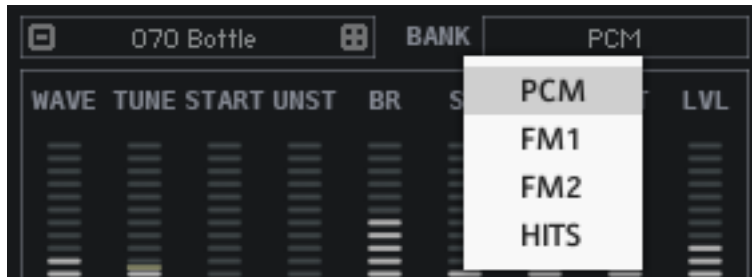 070 Bottle BANK PCM
WAVE TUNE START UNST BR LVL
PCM
FM1
FM2
HITS